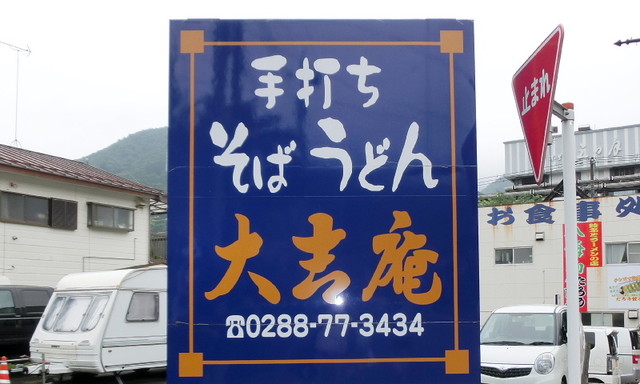 手打ち
そば うどん
大吉庵
☎0288-77-3434
止まれ
お食事処